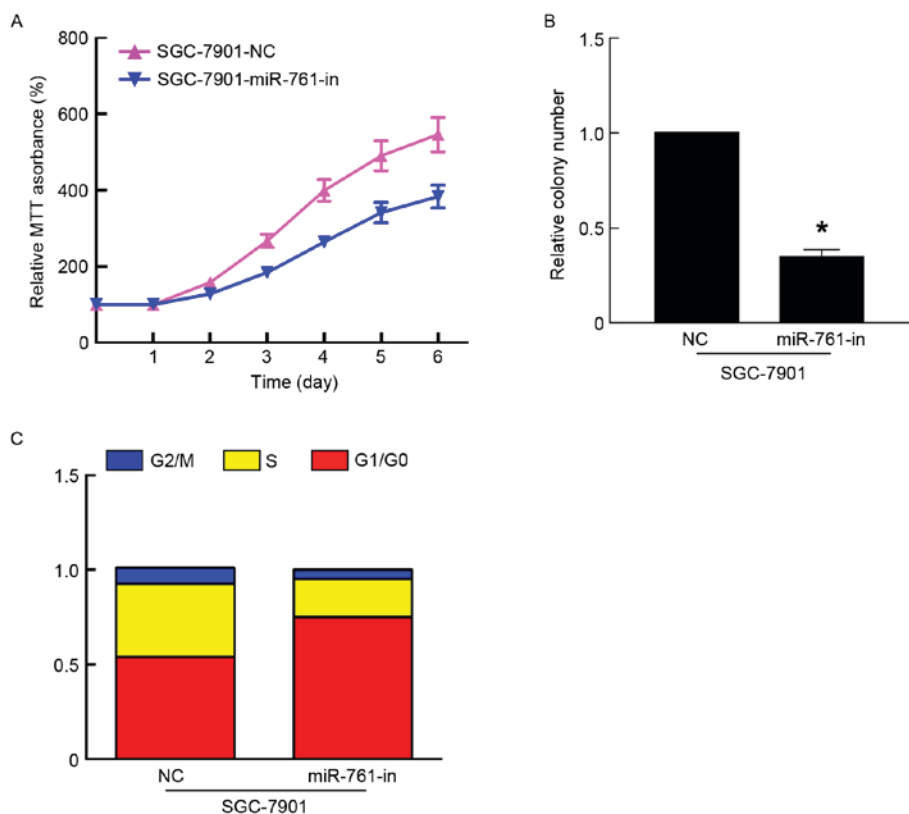 A
800
600
400
200
0
Relative MTT asorbance (%)
SGC-7901-NC
SGC-7901-miR-761-in
1 2 3 4 5 6
Time (day)
B
1.5
1.0
0.5
0
Relative colony number
*
NC miR-761-in
SGC-7901
C
G2/M S G1/G0
1.5
1.0
0.5
0
NC miR-761-in
SGC-7901